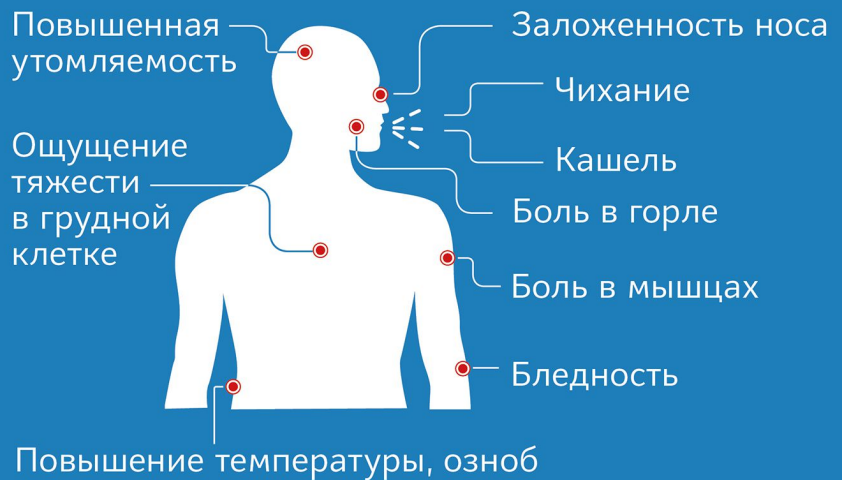 Повышенная
утомляемость
Ощущение
тяжести
в грудной
клетке
Заложенность носа
Чихание
Кашель
Боль в горле
Боль в мышцах
Бледность
Повышение температуры, озноб